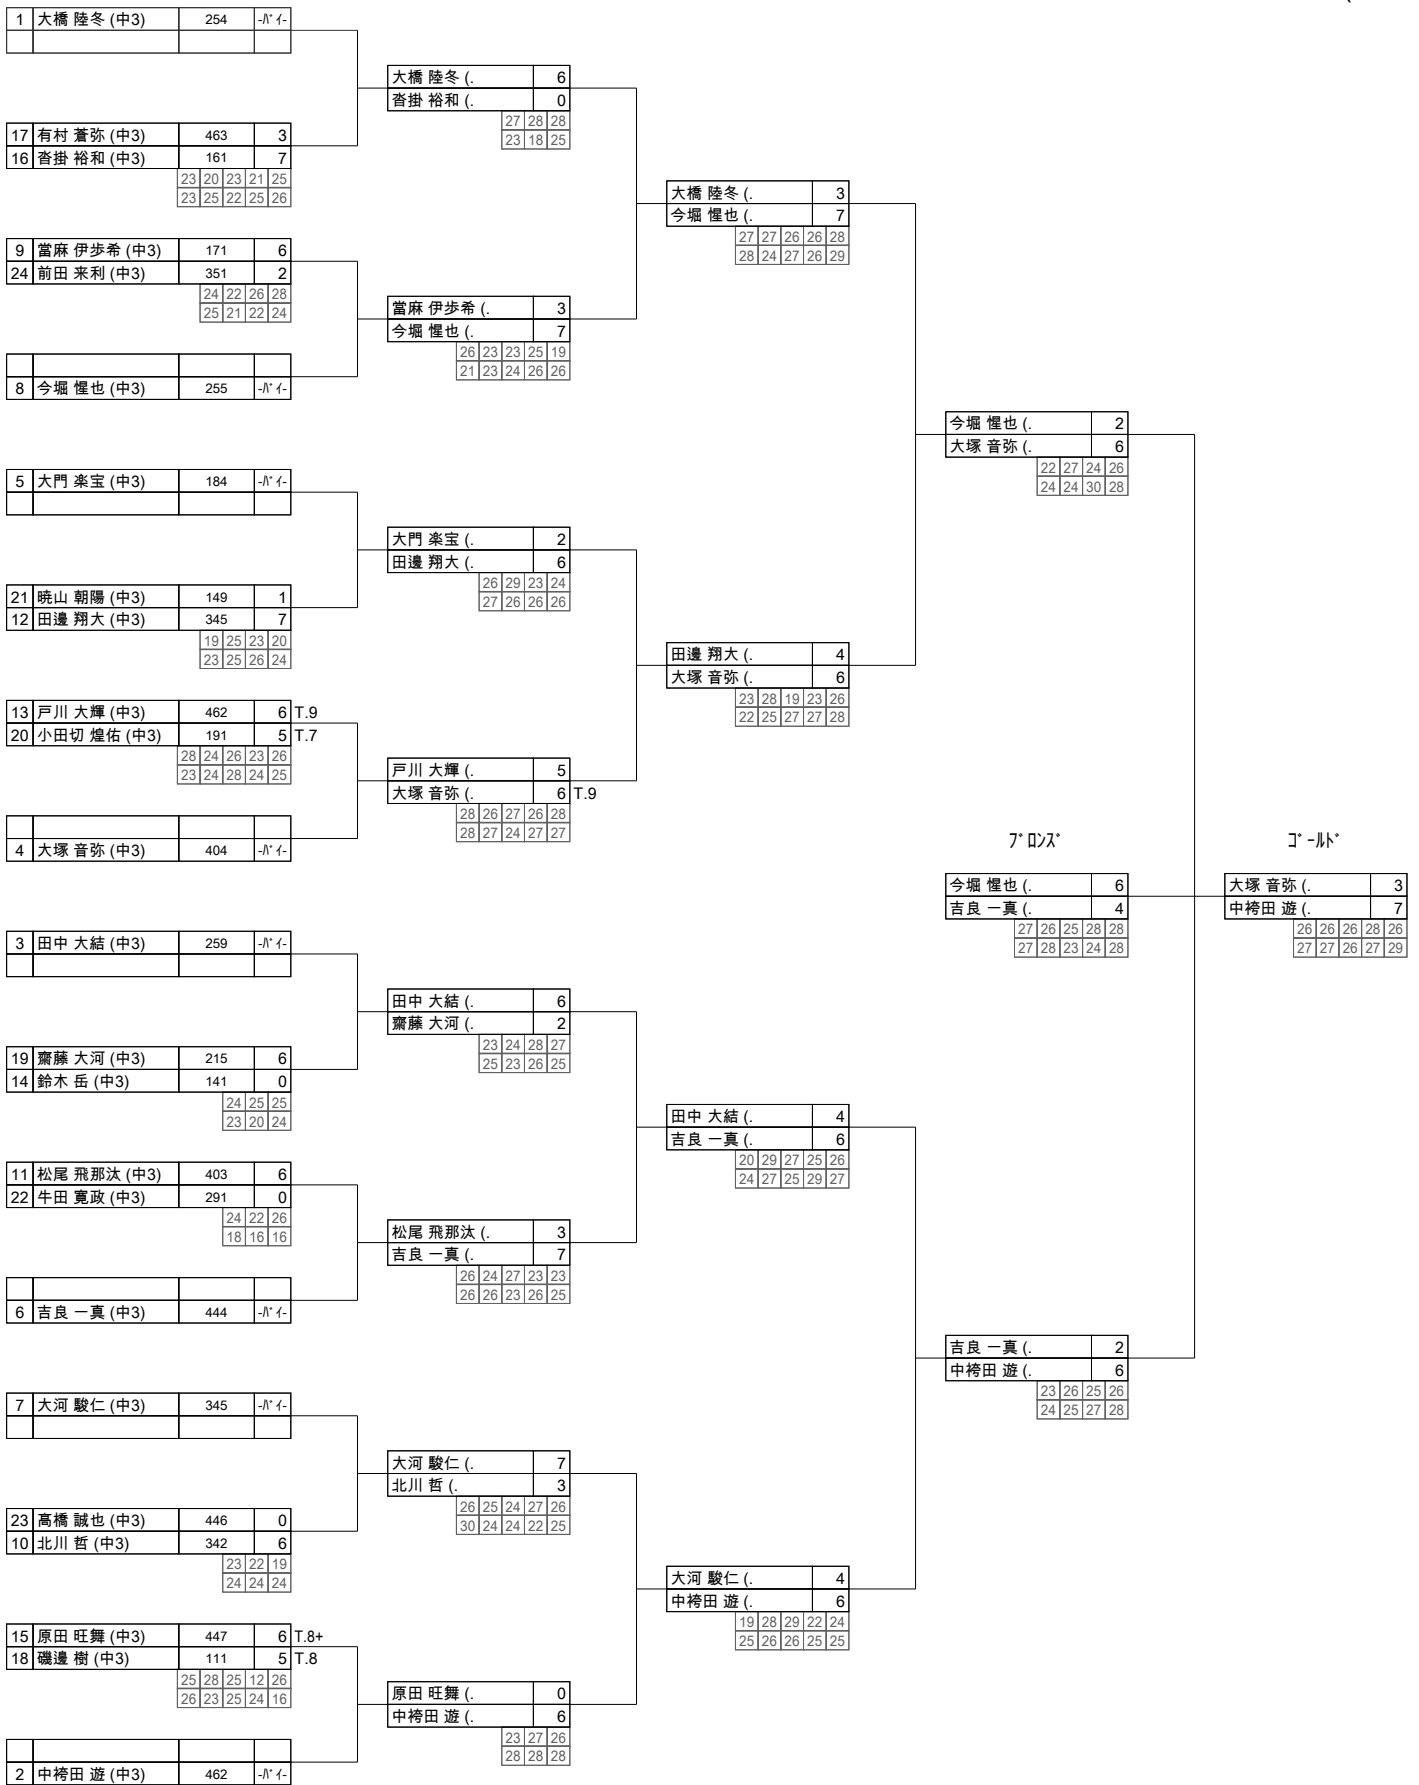 1 大橋 陸冬 (中3) 254 -ﾊﾞｲ-
17 有村 蒼弥 (中3) 463 3
16 沓掛 裕和 (中3) 161 7
23 20 23 21 25
23 25 22 25 26
9 當麻 伊歩希 (中3) 171 6
24 前田 来利 (中3) 351 2
24 22 26 28
25 21 22 24
8 今堀 惺也 (中3) 255 -ﾊﾞｲ-
5 大門 楽宝 (中3) 184 -ﾊﾞｲ-
21 暁山 朝陽 (中3) 149 1
12 田邊 翔大 (中3) 345 7
19 25 23 20
23 25 26 24
13 戸川 大輝 (中3) 462 6 T.9
20 小田切 煌佑 (中3) 191 5 T.7
28 24 26 23 26
23 24 28 24 25
4 大塚 音弥 (中3) 404 -ﾊﾞｲ-
3 田中 大結 (中3) 259 -ﾊﾞｲ-
19 齋藤 大河 (中3) 215 6
14 鈴木 岳 (中3) 141 0
24 25 25
23 20 24
11 松尾 飛那汰 (中3) 403 6
22 牛田 寛政 (中3) 291 0
24 22 26
18 16 16
6 吉良 一真 (中3) 444 -ﾊﾞｲ-
7 大河 駿仁 (中3) 345 -ﾊﾞｲ-
23 髙橋 誠也 (中3) 446 0
10 北川 哲 (中3) 342 6
23 22 19
24 24 24
15 原田 旺舞 (中3) 447 6 T.8+
18 磯邉 樹 (中3) 111 5 T.8
25 28 25 12 26
26 23 25 24 16
2 中袴田 遊 (中3) 462 -ﾊﾞｲ-
大橋 陸冬 (. 6
沓掛 裕和 (. 0
27 28 28
23 18 25
當麻 伊歩希 (. 3
今堀 惺也 (. 7
26 23 23 25 19
21 23 24 26 26
大門 楽宝 (. 2
田邊 翔大 (. 6
26 29 23 24
27 26 26 26
戸川 大輝 (. 5
大塚 音弥 (. 6 T.9
28 26 27 26 28
28 27 24 27 27
田中 大結 (. 6
齋藤 大河 (. 2
23 24 28 27
25 23 26 25
松尾 飛那汰 (. 3
吉良 一真 (. 7
26 24 27 23 23
26 26 23 26 25
大河 駿仁 (. 7
北川 哲 (. 3
26 25 24 27 26
30 24 24 22 25
原田 旺舞 (. 0
中袴田 遊 (. 6
23 27 26
28 28 28
大橋 陸冬 (. 3
今堀 惺也 (. 7
27 27 26 26 28
28 24 27 26 29
田邊 翔大 (. 4
大塚 音弥 (. 6
23 28 19 23 26
22 25 27 27 28
田中 大結 (. 4
吉良 一真 (. 6
20 29 27 25 26
24 27 25 29 27
大河 駿仁 (. 4
中袴田 遊 (. 6
19 28 29 22 24
25 26 26 25 25
今堀 惺也 (. 2
大塚 音弥 (. 6
22 27 24 26
24 24 30 28
吉良 一真 (. 2
中袴田 遊 (. 6
23 26 25 26
24 25 27 28
ﾌﾞﾛﾝｽﾞ
今堀 惺也 (. 6
吉良 一真 (. 4
27 26 25 28 28
27 28 23 24 28
ｺﾞｰﾙﾄﾞ
大塚 音弥 (. 3
中袴田 遊 (. 7
26 26 26 28 26
27 27 26 27 29